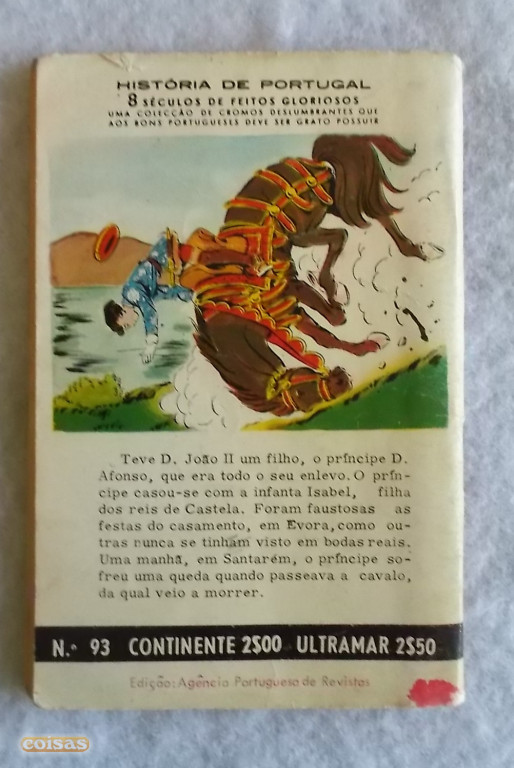 HISTÓRIA DE PORTUGAL
8 SÉCULOS DE FEITOS GLORIOSOS
UMA COLECÇÃO DE CROMOS DESLUMBRANTES QUE
AOS BONS PORTUGUESES DEVE SER GRATO POSSUIR
Teve D. João II um filho, o príncipe D.
Afonso, que era todo o seu enlevo. O prín-
cipe casou-se com a infanta Isabel, filha
dos reis de Castela. Foram faustosas as
festas do casamento, em Evora, como ou-
tras nunca se tinham visto em bodas reais.
Uma manhã, em Santarém, o príncipe so-
freu uma queda quando passeava a cavalo,
da qual veio a morrer.
N.º 93 CONTINENTE 2$00 ULTRAMAR 2$50
Edição: Agência Portuguesa de Revistas
coisas